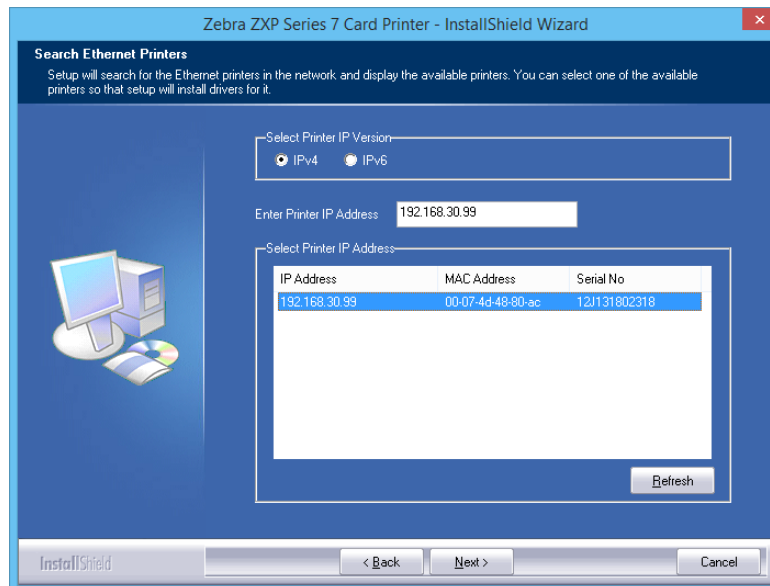 Zebra ZXP Series 7 Card Printer - InstallShield Wizard
Search Ethernet Printers
Setup will search for the Ethernet printers in the network and display the available printers. You can select one of the available
printers so that setup will install drivers for it.
Select Printer IP Version
IPv4 IPv6
Enter Printer IP Address 192.168.30.99
Select Printer IP Address
IP Address MAC Address Serial No
192.168.30.99 00-07-4d-48-80-ac 12J131802318
Refresh
InstallShield < Back Next > Cancel